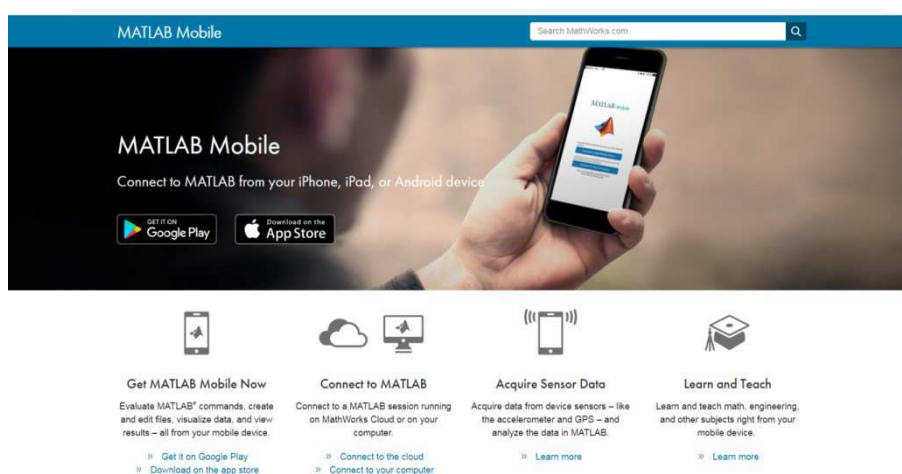 MATLAB Mobile
Search MathWorks.com
MATLAB Mobile
MATLAB Mobile
Connect to MATLAB from your iPhone, iPad, or Android device
GET IT ON
Google Play
Download on the
App Store
Get MATLAB Mobile Now
Evaluate MATLAB® commands, create
and edit files, visualize data, and view
results – all from your mobile device.
» Get it on Google Play
» Download on the app store
Connect to MATLAB
Connect to a MATLAB session running
on MathWorks Cloud or on your
computer.
» Connect to the cloud
» Connect to your computer
Acquire Sensor Data
Acquire data from device sensors – like
the accelerometer and GPS – and
analyze the data in MATLAB.
» Learn more
Learn and Teach
Learn and teach math, engineering,
and other subjects right from your
mobile device.
» Learn more